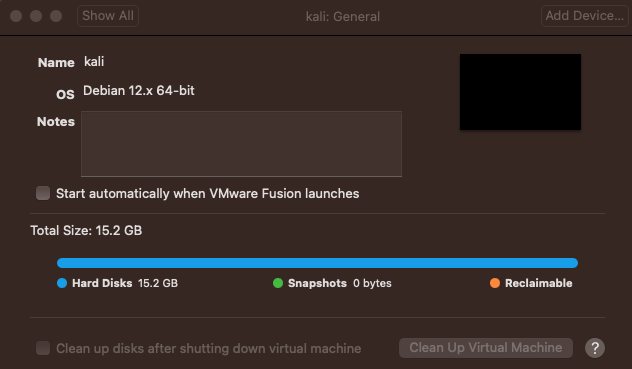 Show All
kali: General
Add Device...
Name kali
OS Debian 12.x 64-bit
Notes
Start automatically when VMware Fusion launches
Total Size: 15.2 GB
Hard Disks 15.2 GB
Snapshots 0 bytes
Reclaimable
Clean up disks after shutting down virtual machine
Clean Up Virtual Machine
?